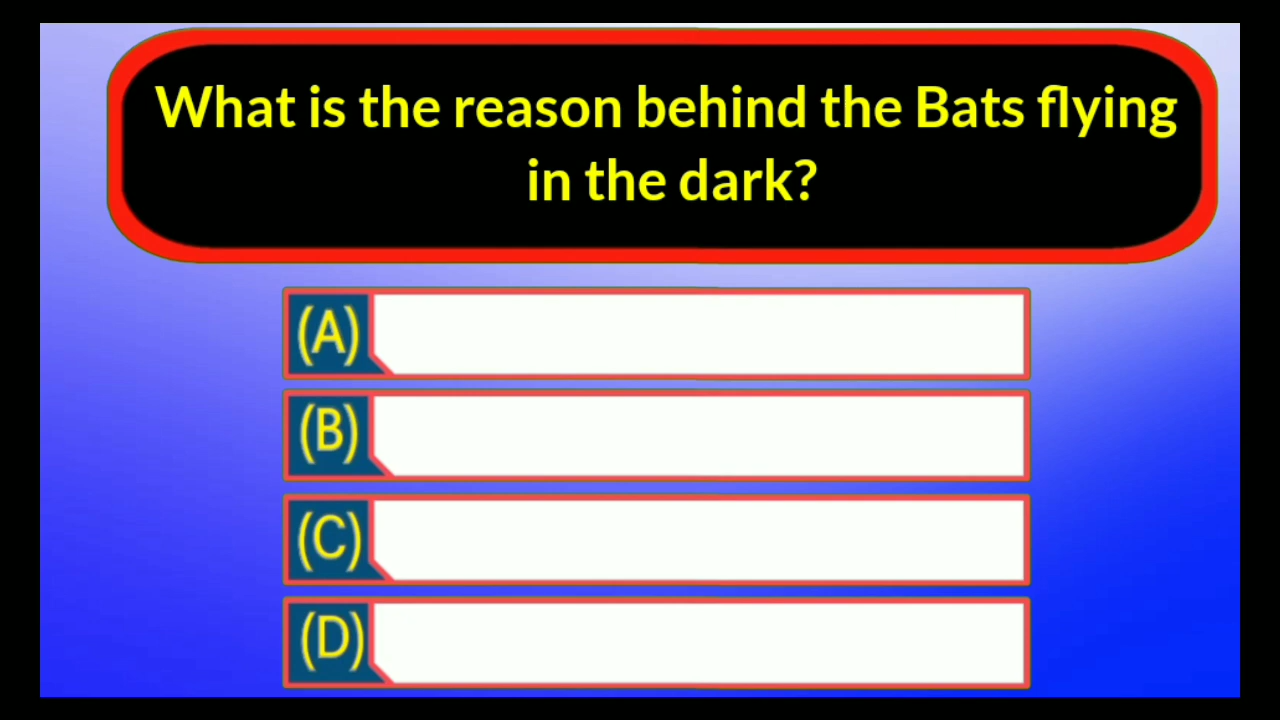 What is the reason behind the Bats flying
in the dark?
(A)
(B)
(C)
(D)